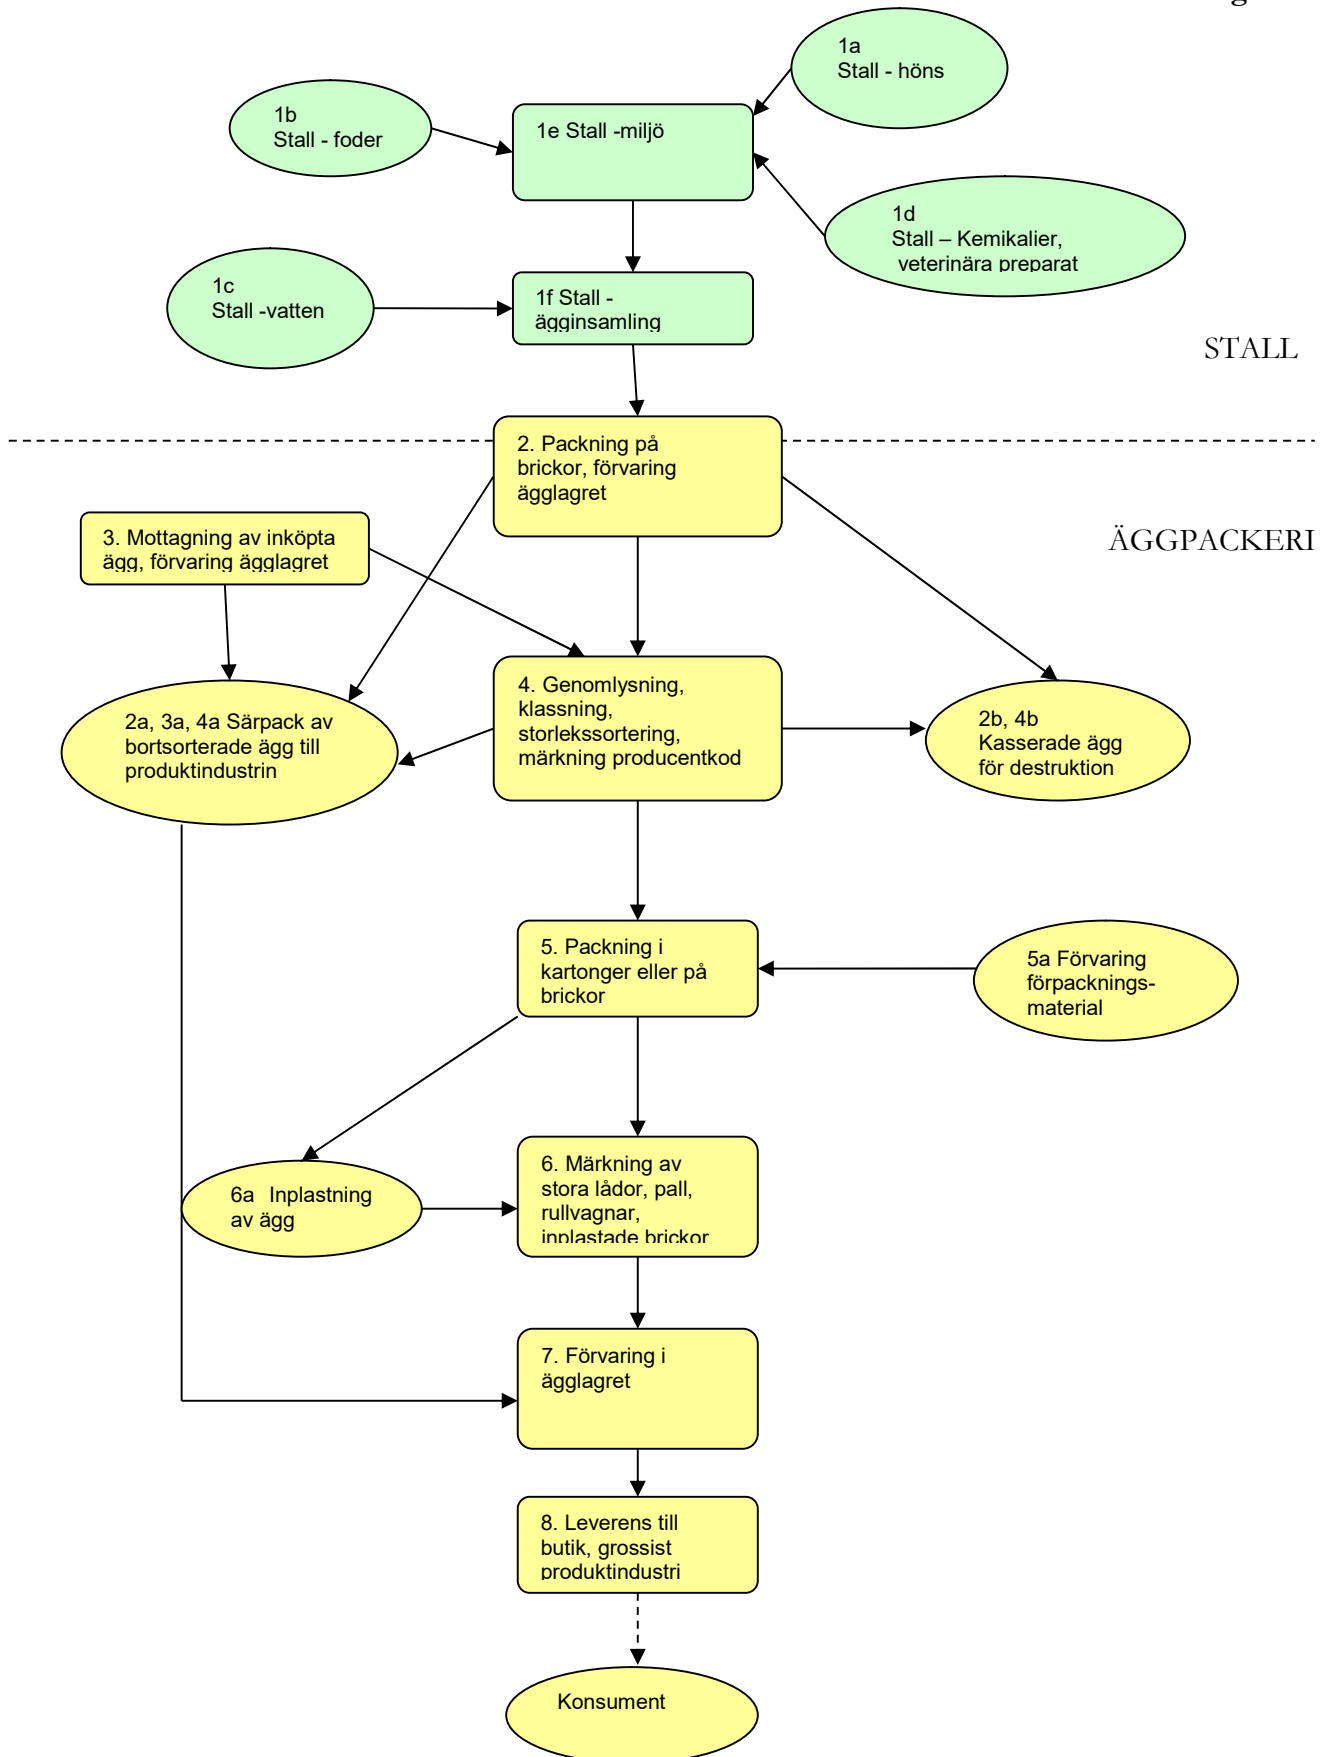 1a
Stall - höns
1b
Stall - foder
1e Stall -miljö
1d
Stall – Kemikalier,
veterinära preparat
1c
Stall -vatten
1f Stall -
ägginsamling
STALL
2. Packning på
brickor, förvaring
ägglagret
3. Mottagning av inköpta
ägg, förvaring ägglagret
ÄGGPACKERI
4. Genomlysning,
klassning,
storlekssortering,
märkning producentkod
2a, 3a, 4a Särpack av
bortsorterade ägg till
produktindustrin
2b, 4b
Kasserade ägg
för destruktion
5. Packning i
kartonger eller på
brickor
5a Förvaring
förpacknings-
material
6. Märkning av
stora lådor, pall,
rullvagnar,
inplastade brickor
6a Inplastning
av ägg
7. Förvaring i
ägglagret
8. Leverens till
butik, grossist
produktindustri
Konsument